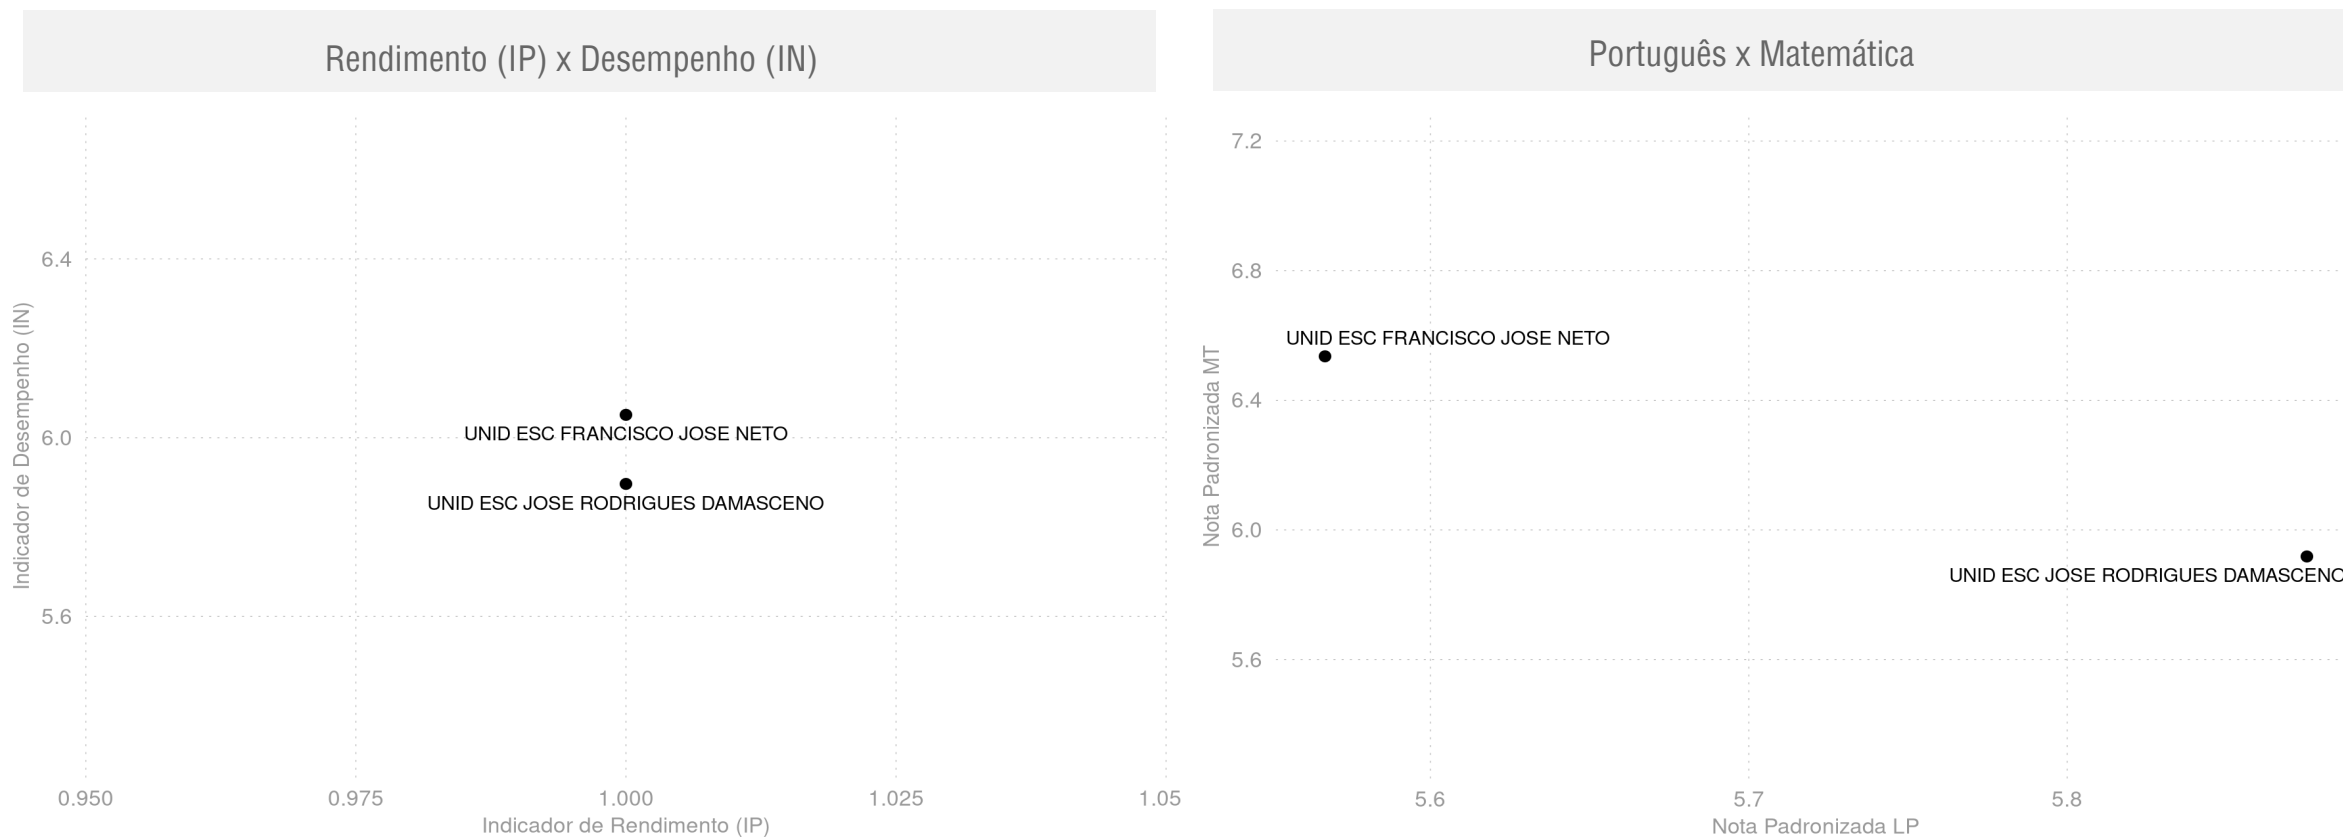 Rendimento (IP) x Desempenho (IN)
6.4
6.0
5.6
Indicador de Desempenho (IN)
UNID ESC FRANCISCO JOSE NETO
UNID ESC JOSE RODRIGUES DAMASCENO
0.950
0.975
1.000
1.025
1.05
Indicador de Rendimento (IP)
Português x Matemática
7.2
6.8
6.4
6.0
5.6
Nota Padronizada MT
UNID ESC FRANCISCO JOSE NETO
UNID ESC JOSE RODRIGUES DAMASCENO
5.6
5.7
5.8
Nota Padronizada LP